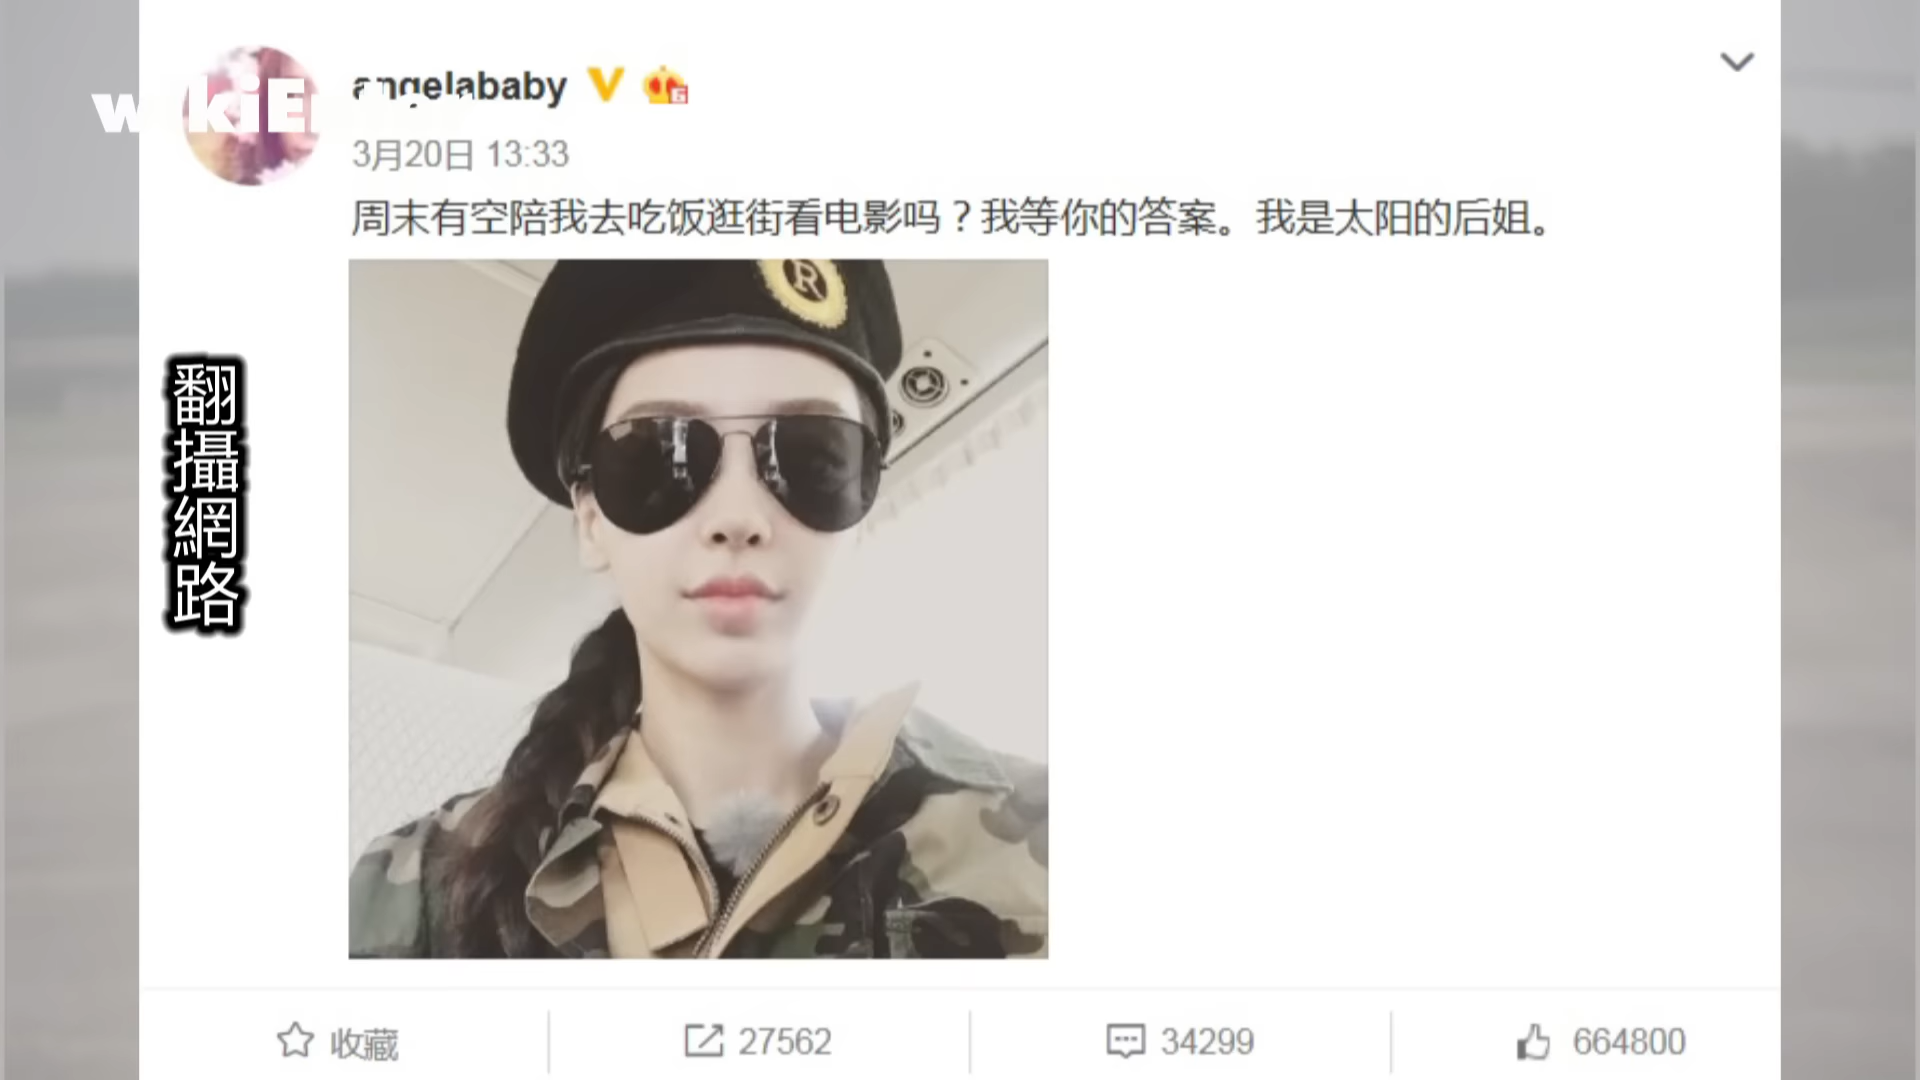 wikiE
angelababy
3月20日 13:33
周末有空陪我去吃饭逛街看电影吗？我等你的答案。我是太阳的后姐。
R
翻攝網路
收藏
27562
34299
664800